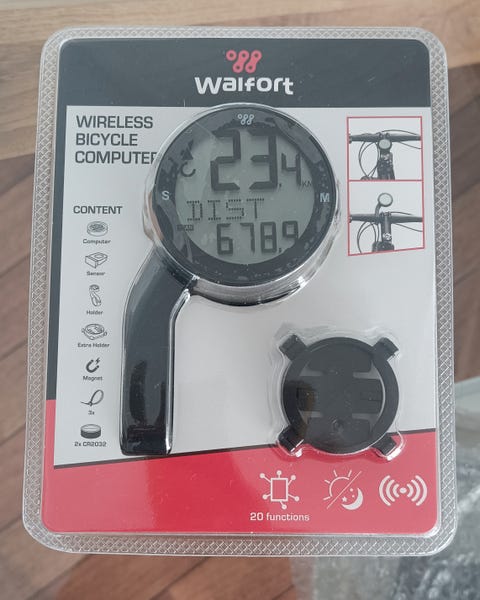 Walfort
WIRELESS
BICYCLE
COMPUTER
CONTENT
Computer
Sensor
Holder
Extra Holder
Magnet
3x
2x CR2032
23,4
S
M
DIST
678,9
20 functions